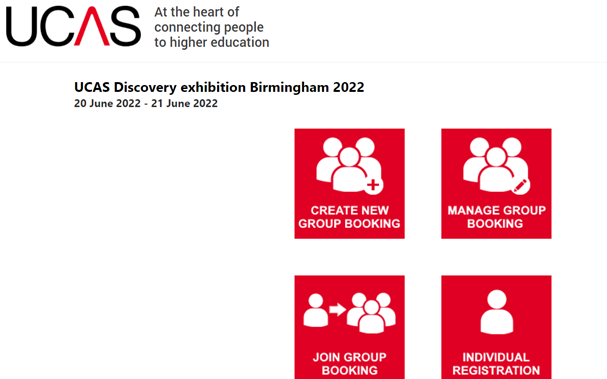 UCAS
At the heart of
connecting people
to higher education
UCAS Discovery exhibition Birmingham 2022
20 June 2022 - 21 June 2022
CREATE NEW
GROUP BOOKING
MANAGE GROUP
BOOKING
JOIN GROUP
BOOKING
INDIVIDUAL
REGISTRATION